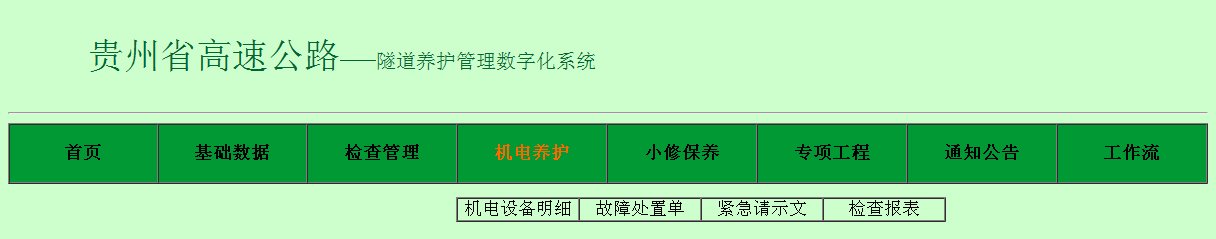 贵州省高速公路——隧道养护管理数字化系统
首页 基础数据 检查管理 机电养护 小修保养 专项工程 通知公告 工作流
机电设备明细 故障处置单 紧急请示文 检查报表